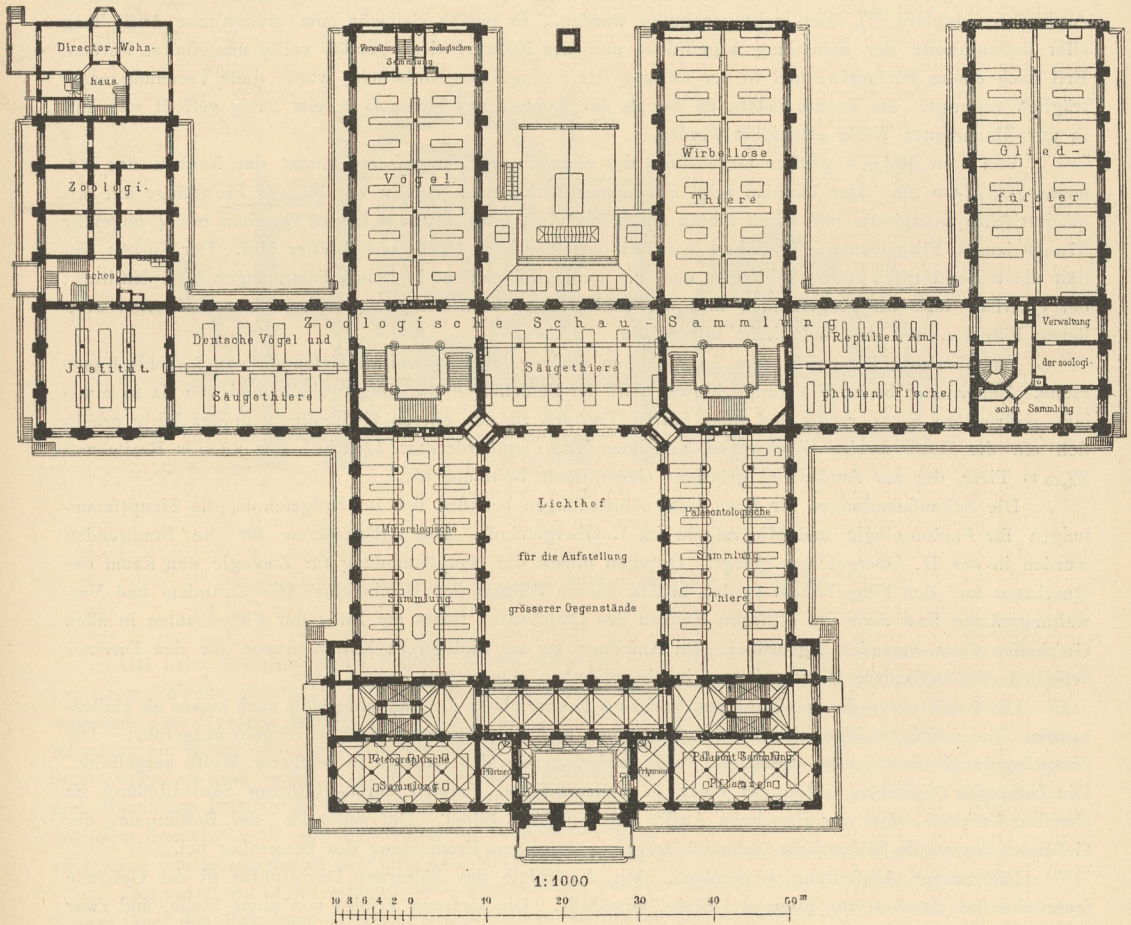 Director-Wohn-
haus.
Verwaltung der zoologischen
Sammlung
Zoologi-
sches
Institut.
Vögel
Wirbellose
Thiere
Glied-
füfsler
Zoologische Schau-Sammlung
Deutsche Vögel und
Säugethiere
Säugethiere
Reptilien, Am-
phibien, Fische
Verwaltung
der zoologi-
schen Sammlung
Mineralogische
Sammlung.
Lichthof
für die Aufstellung
grösserer Gegenstände
Palaeontologische
Sammlung.
Thiere
Petrographische
Sammlung.
Pförtner
Präparator
Palaeont. Sammlung.
Pflanzen
1:1000
10 8 6 4 2 0 10 20 30 40 50 m